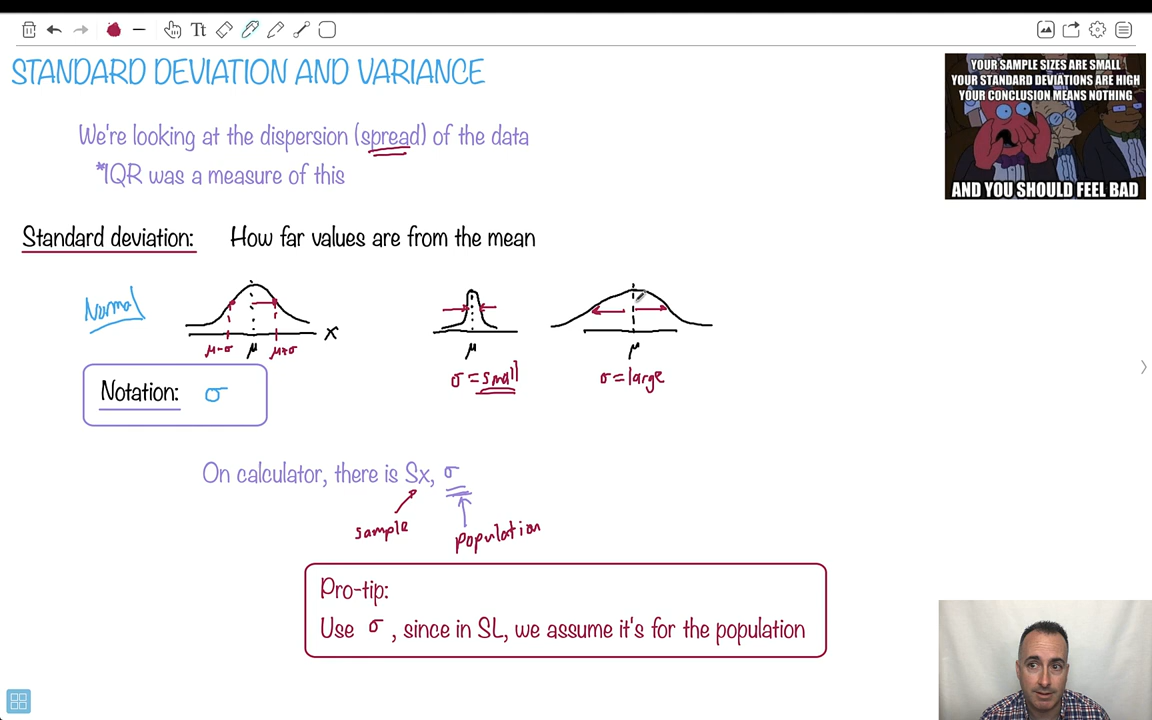 Tt
STANDARD DEVIATION AND VARIANCE
YOUR SAMPLE SIZES ARE SMALL
YOUR STANDARD DEVIATIONS ARE HIGH
YOUR CONCLUSION MEANS NOTHING
AND YOU SHOULD FEEL BAD
We're looking at the dispersion (spread) of the data
*IQR was a measure of this
Standard deviation: How far values are from the mean
Normal
μ-σ μ μ+σ x
μ
σ = small
μ
σ = large
Notation: σ
On calculator, there is Sx, σ
sample
population
Pro-tip:
Use σ, since in SL, we assume it's for the population